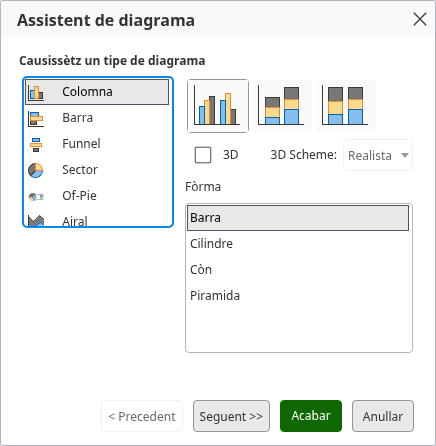 Assistent de diagrama
Causissètz un tipe de diagrama
Colomna
Barra
Funnel
Sector
Of-Pie
Airal
3D
3D Scheme:
Realista
Fòrma
Barra
Cilindre
Còn
Piramida
< Precedent
Seguent >>
Acabar
Anullar